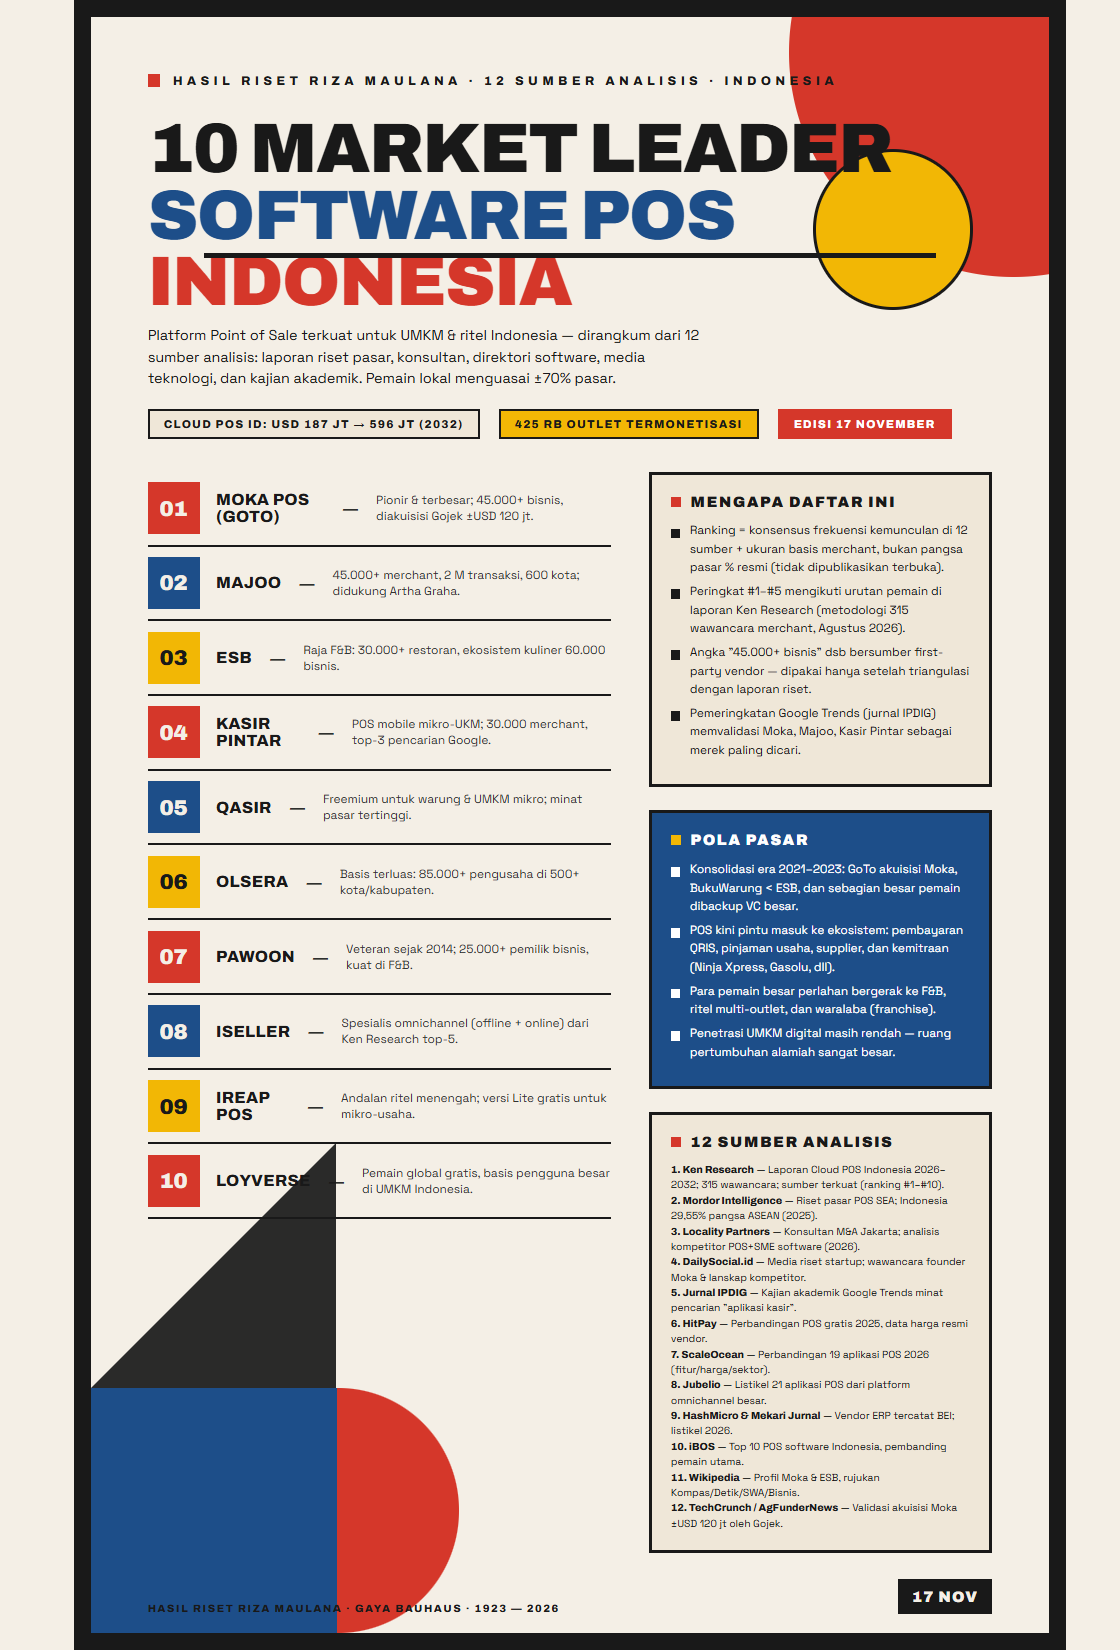 HASIL RISET RIZA MAULANA · 12 SUMBER ANALISIS · INDONESIA
10 MARKET LEADER
SOFTWARE POS
INDONESIA
Platform Point of Sale terkuat untuk UMKM & ritel Indonesia — dirangkum dari 12
sumber analisis: laporan riset pasar, konsultan, direktori software, media
teknologi, dan kajian akademik. Pemain lokal menguasai ±70% pasar.
CLOUD POS ID: USD 187 JT → 596 JT (2032)
425 RB OUTLET TERMONETISASI
EDISI 17 NOVEMBER
01
MOKA POS
(GOTO)
—
Pionir & terbesar; 45.000+ bisnis,
diakuisisi Gojek ±USD 120 jt.
02
MAJOO
—
45.000+ merchant, 2 M transaksi, 600 kota;
didukung Artha Graha.
03
ESB
—
Raja F&B: 30.000+ restoran, ekosistem kuliner 60.000
bisnis.
04
KASIR
PINTAR
—
POS mobile mikro-UKM; 30.000 merchant,
top-3 pencarian Google.
05
QASIR
—
Freemium untuk warung & UMKM mikro; minat
pasar tertinggi.
06
OLSERA
—
Basis terluas: 85.000+ pengusaha di 500+
kota/kabupaten.
07
PAWOON
—
Veteran sejak 2014; 25.000+ pemilik bisnis,
kuat di F&B.
08
ISELLER
—
Spesialis omnichannel (offline + online) dari
Ken Research top-5.
09
IREAP
POS
—
Andalan ritel menengah; versi Lite gratis untuk
mikro-usaha.
10
LOYVERSE
—
Pemain global gratis, basis pengguna besar
di UMKM Indonesia.
MENGAPA DAFTAR INI
Ranking = konsensus frekuensi kemunculan di 12
sumber + ukuran basis merchant, bukan pangsa
pasar % resmi (tidak dipublikasikan terbuka).
Peringkat #1–#5 mengikuti urutan pemain di
laporan Ken Research (metodologi 315
wawancara merchant, Agustus 2026).
Angka "45.000+ bisnis" dsb bersumber first-
party vendor — dipakai hanya setelah triangulasi
dengan laporan riset.
Pemeringkatan Google Trends (jurnal IPDIG)
memvalidasi Moka, Majoo, Kasir Pintar sebagai
merek paling dicari.
POLA PASAR
Konsolidasi era 2021–2023: GoTo akuisisi Moka,
BukuWarung < ESB, dan sebagian besar pemain
dibackup VC besar.
POS kini pintu masuk ke ekosistem: pembayaran
QRIS, pinjaman usaha, supplier, dan kemitraan
(Ninja Xpress, Gasolu, dll).
Para pemain besar perlahan bergerak ke F&B,
ritel multi-outlet, dan waralaba (franchise).
Penetrasi UMKM digital masih rendah — ruang
pertumbuhan alamiah sangat besar.
12 SUMBER ANALISIS
1. Ken Research — Laporan Cloud POS Indonesia 2026–
2032; 315 wawancara; sumber terkuat (ranking #1–#10).
2. Mordor Intelligence — Riset pasar POS SEA; Indonesia
29,55% pangsa ASEAN (2025).
3. Locality Partners — Konsultan M&A Jakarta; analisis
kompetitor POS+SME software (2026).
4. DailySocial.id — Media riset startup; wawancara founder
Moka & lanskap kompetitor.
5. Jurnal IPDIG — Kajian akademik Google Trends minat
pencarian "aplikasi kasir".
6. HitPay — Perbandingan POS gratis 2025, data harga resmi
vendor.
7. ScaleOcean — Perbandingan 19 aplikasi POS 2026
(fitur/harga/sektor).
8. Jubelio — Listikel 21 aplikasi POS dari platform
omnichannel besar.
9. HashMicro & Mekari Jurnal — Vendor ERP tercatat BEI;
listikel 2026.
10. iBOS — Top 10 POS software Indonesia, pembanding
pemain utama.
11. Wikipedia — Profil Moka & ESB, rujukan
Kompas/Detik/SWA/Bisnis.
12. TechCrunch / AgFunderNews — Validasi akuisisi Moka
±USD 120 jt oleh Gojek.
HASIL RISET RIZA MAULANA · GAYA BAUHAUS · 1923 — 2026
17 NOV